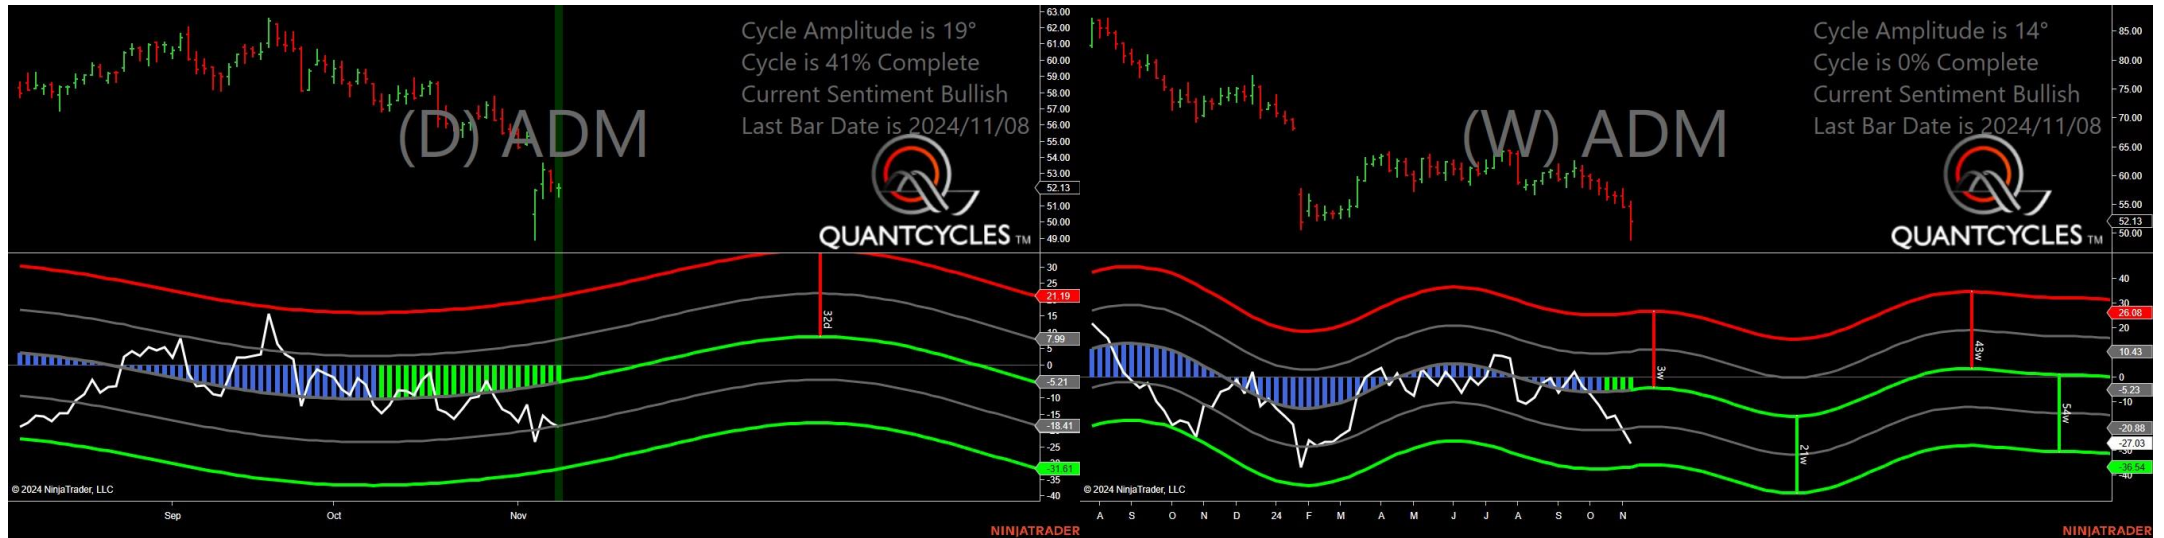 Cycle Amplitude is 19°
Cycle is 41% Complete
Current Sentiment Bullish
Last Bar Date is 2024/11/08
(D) ADM
QUANTCYCLES TM
63.00
62.00
61.00
60.00
59.00
58.00
57.00
56.00
55.00
54.00
53.00
52.13
51.00
50.00
49.00
32d
30
25
21.19
15
10
7.99
5
0
-5.21
-10
-15
-18.41
-25
-31.61
-35
-40
© 2024 NinjaTrader, LLC
Sep Oct Nov
NINJATRADER
Cycle Amplitude is 14°
Cycle is 0% Complete
Current Sentiment Bullish
Last Bar Date is 2024/11/08
(W) ADM
QUANTCYCLES TM
85.00
80.00
75.00
70.00
65.00
60.00
55.00
52.13
50.00
3w
21w
43w
54w
40
30
26.08
20
10.43
0
-5.23
-10
-20.88
-27.03
-30
-36.54
-40
© 2024 NinjaTrader, LLC
A S O N D 24 F M A M J J A S O N
NINJATRADER